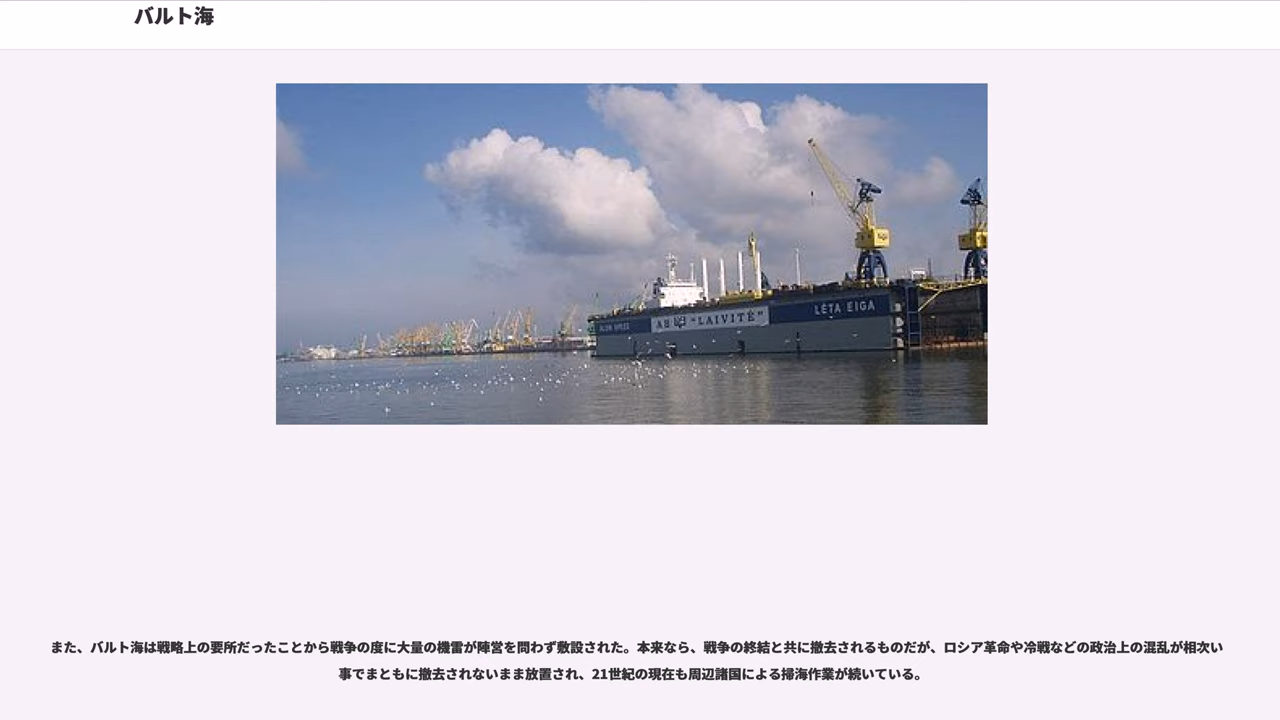 バルト海
LĖTA EIGA
AB "LAIVITĖ"
また、バルト海は戦略上の要所だったことから戦争の度に大量の機雷が陣営を問わず敷設された。本来なら、戦争の終結と共に撤去されるものだが、ロシア革命や冷戦などの政治上の混乱が相次い
事でまともに撤去されないまま放置され、21世紀の現在も周辺諸国による掃海作業が続いている。